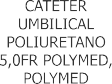 CATETER
UMBILICAL
POLIURETANO
5,0FR POLYMED,
POLYMED